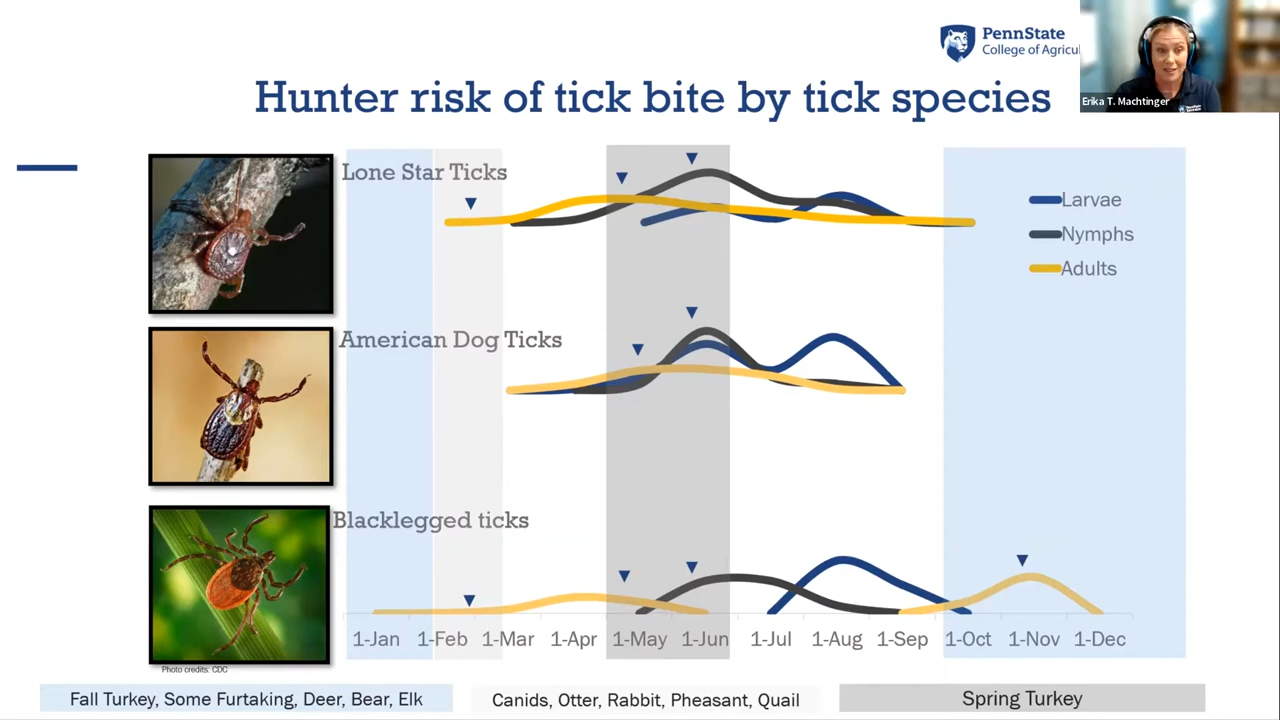 PennState
College of Agricu
Erika T. Machtinger
Hunter risk of tick bite by tick species
Lone Star Ticks
Larvae
Nymphs
Adults
American Dog Ticks
Blacklegged ticks
1-Jan 1-Feb 1-Mar 1-Apr 1-May 1-Jun 1-Jul 1-Aug 1-Sep 1-Oct 1-Nov 1-Dec
Photo credits: CDC
Fall Turkey, Some Furtaking, Deer, Bear, Elk
Canids, Otter, Rabbit, Pheasant, Quail
Spring Turkey